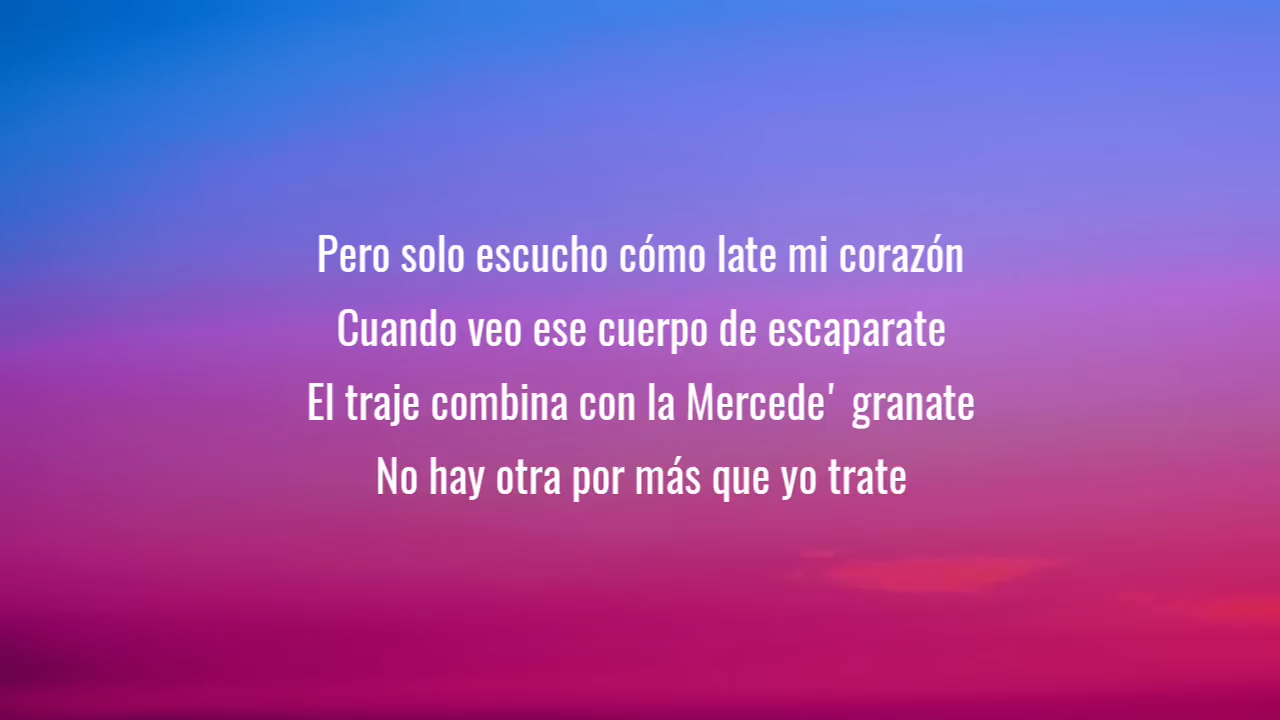 Pero solo escucho cómo late mi corazón
Cuando veo ese cuerpo de escaparate
El traje combina con la Mercede' granate
No hay otra por más que yo trate